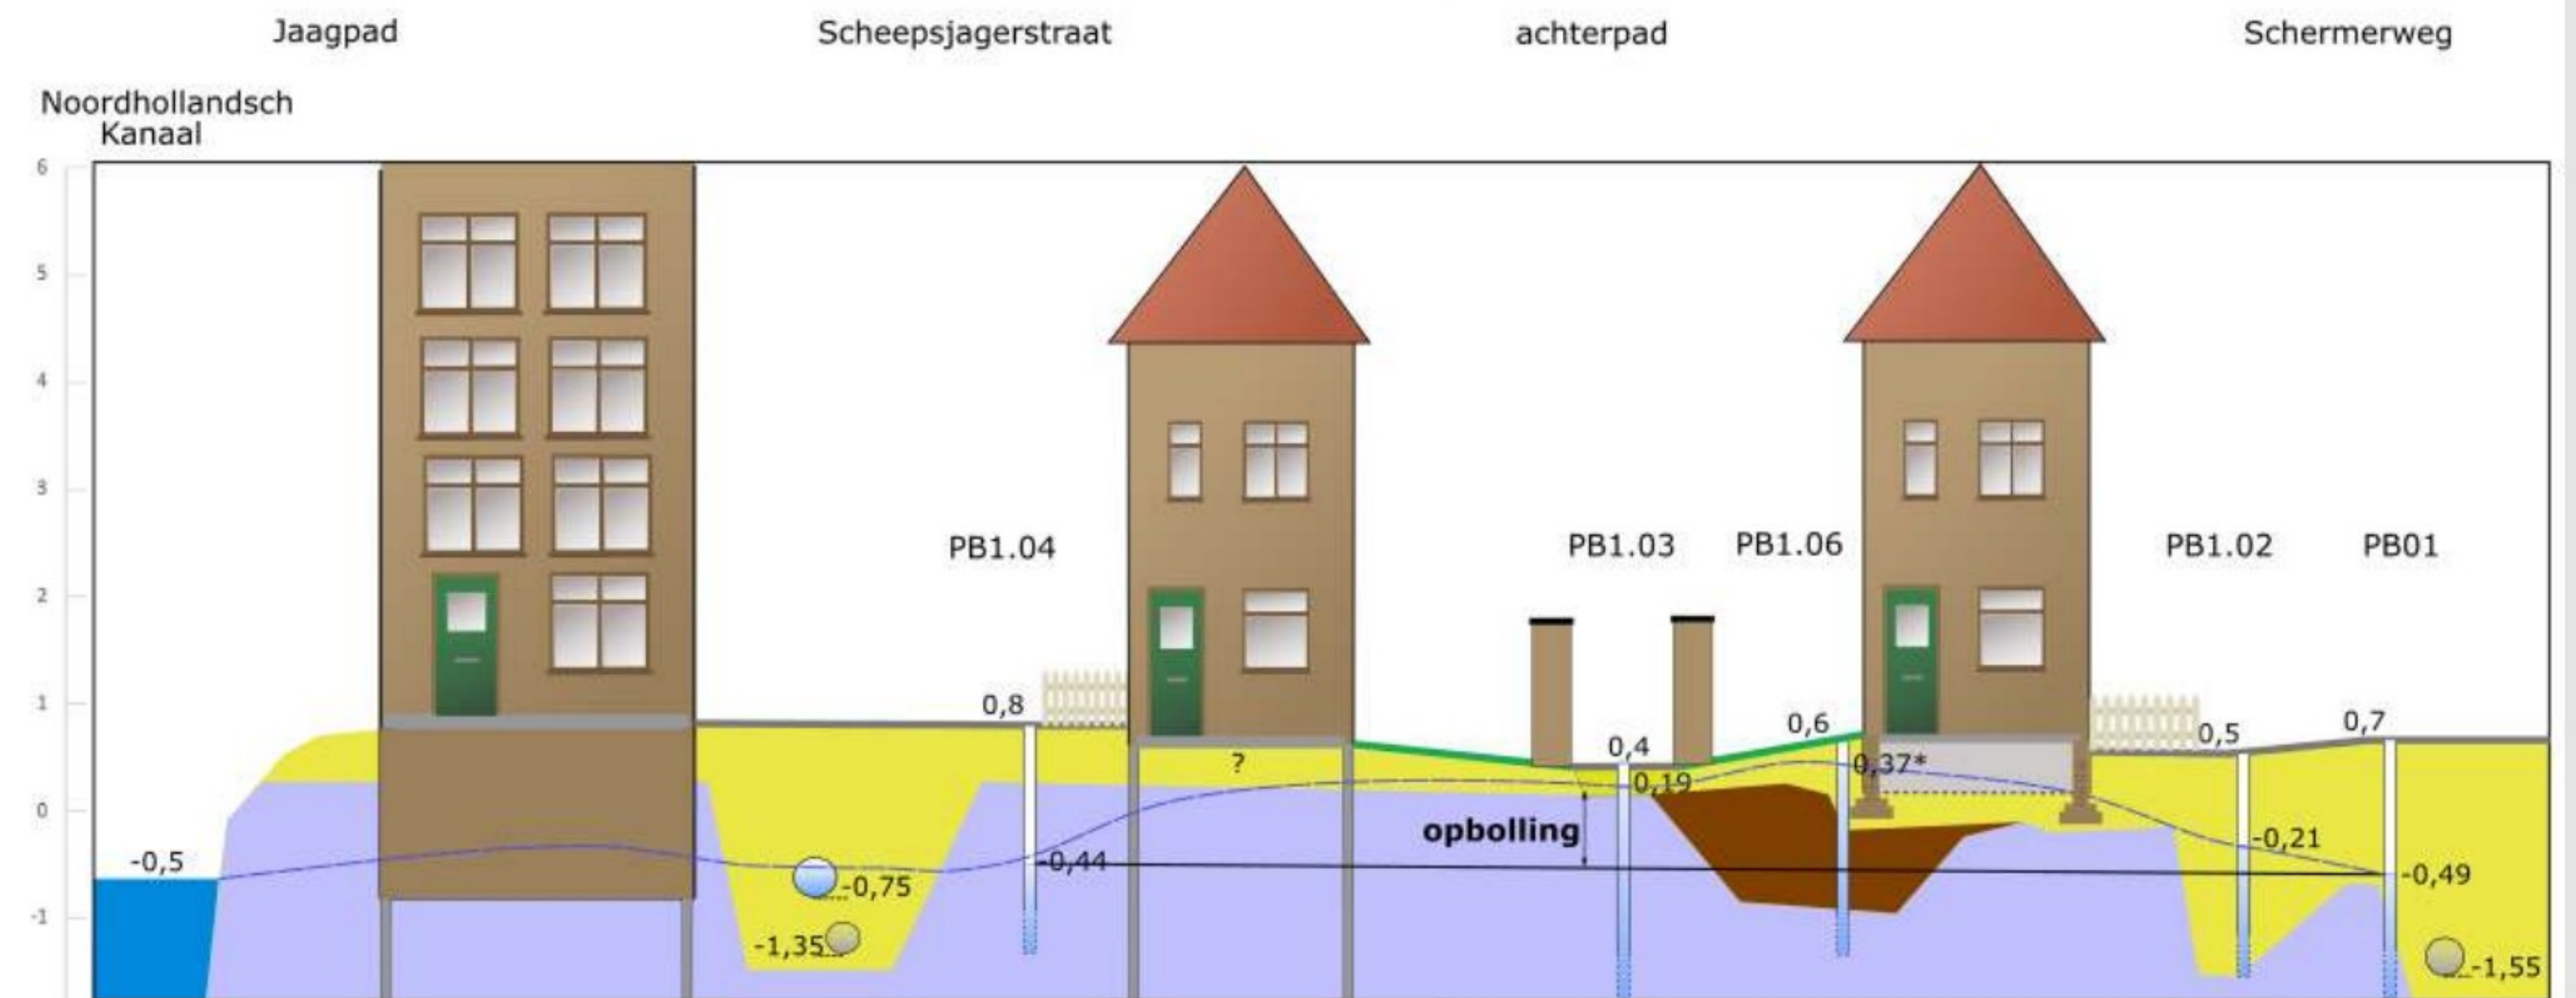 Jaagpad
Scheepsjagerstraat
achterpad
Schermerweg
Noordhollandsch
Kanaal
6
5
4
3
2
1
0
-1
PB1.04
PB1.03
PB1.06
PB1.02
PB01
0,8
0,4
0,6
0,5
0,7
?
0,19
0,37*
opbolling
-0,5
-0,44
-0,21
-0,49
-0,75
-1,35
-1,55